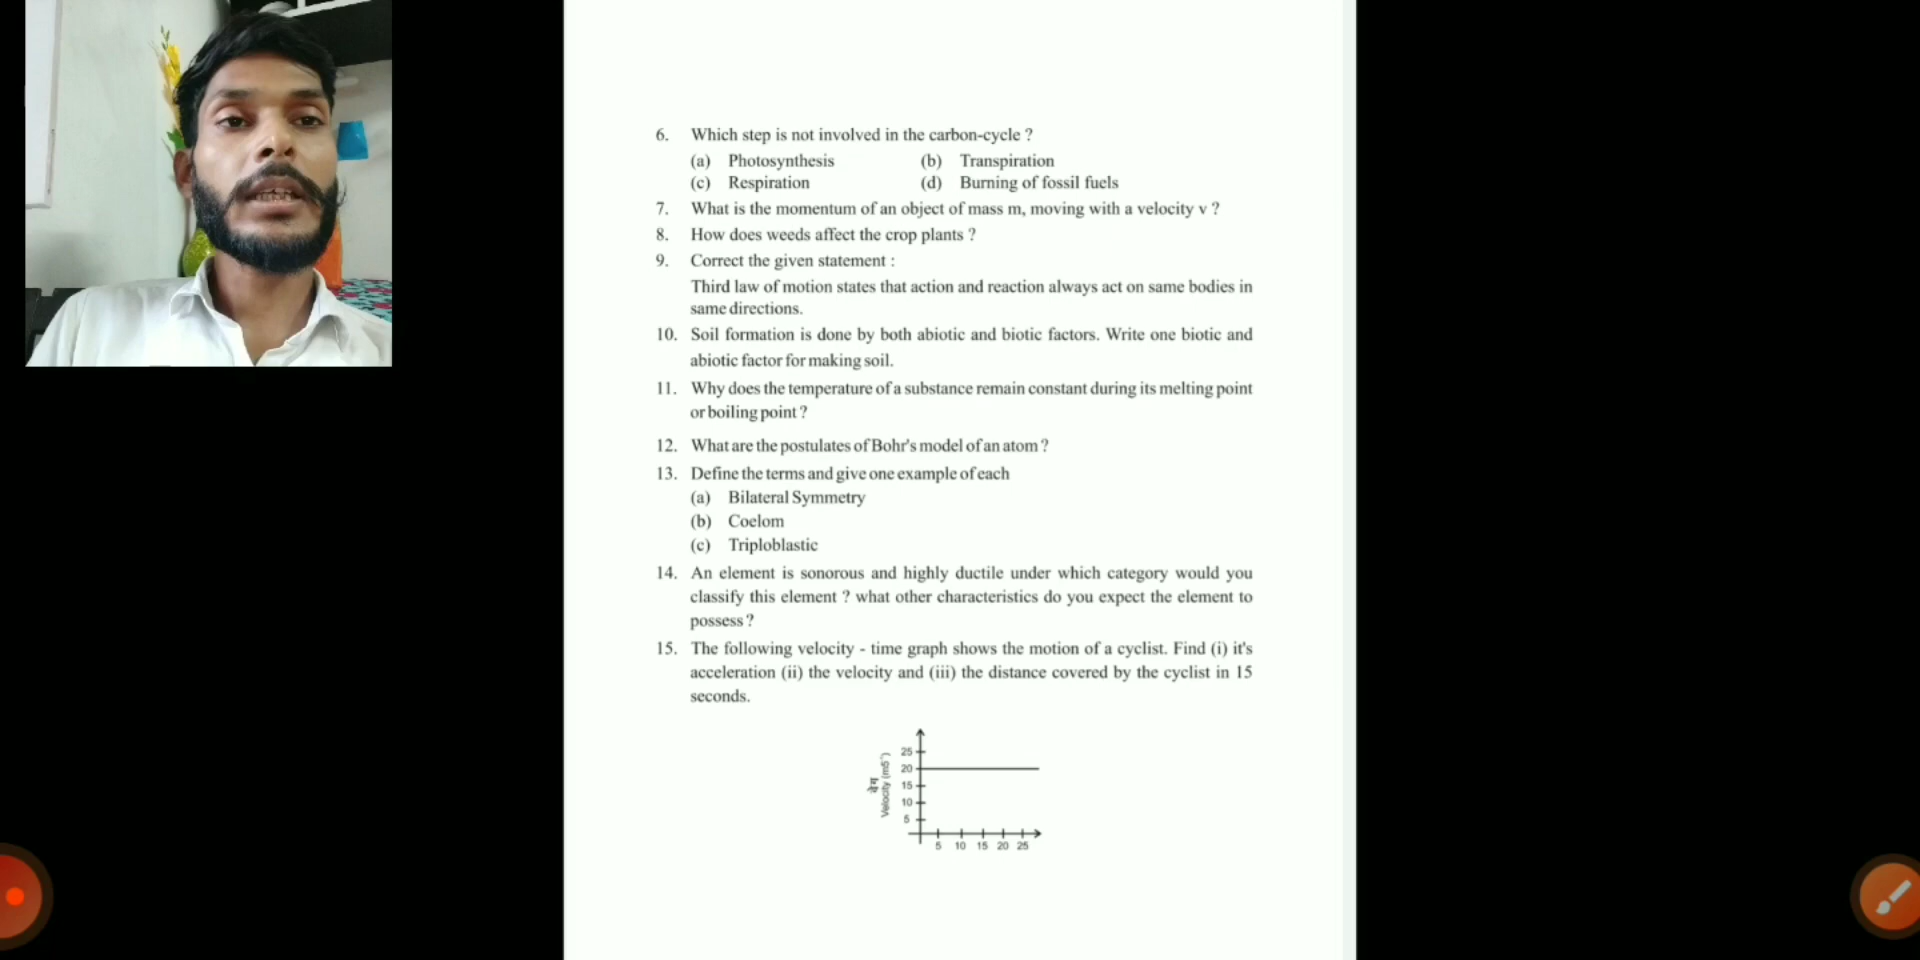 6. Which step is not involved in the carbon-cycle ?
(a) Photosynthesis (b) Transpiration
(c) Respiration (d) Burning of fossil fuels
7. What is the momentum of an object of mass m, moving with a velocity v ?
8. How does weeds affect the crop plants ?
9. Correct the given statement :
Third law of motion states that action and reaction always act on same bodies in
same directions.
10. Soil formation is done by both abiotic and biotic factors. Write one biotic and
abiotic factor for making soil.
11. Why does the temperature of a substance remain constant during its melting point
or boiling point ?
12. What are the postulates of Bohr's model of an atom ?
13. Define the terms and give one example of each
(a) Bilateral Symmetry
(b) Coelom
(c) Triploblastic
14. An element is sonorous and highly ductile under which category would you
classify this element ? what other characteristics do you expect the element to
possess ?
15. The following velocity - time graph shows the motion of a cyclist. Find (i) it's
acceleration (ii) the velocity and (iii) the distance covered by the cyclist in 15
seconds.
वेग
Velocity (m5⁻¹)
25
20
15
10
5
5 10 15 20 25